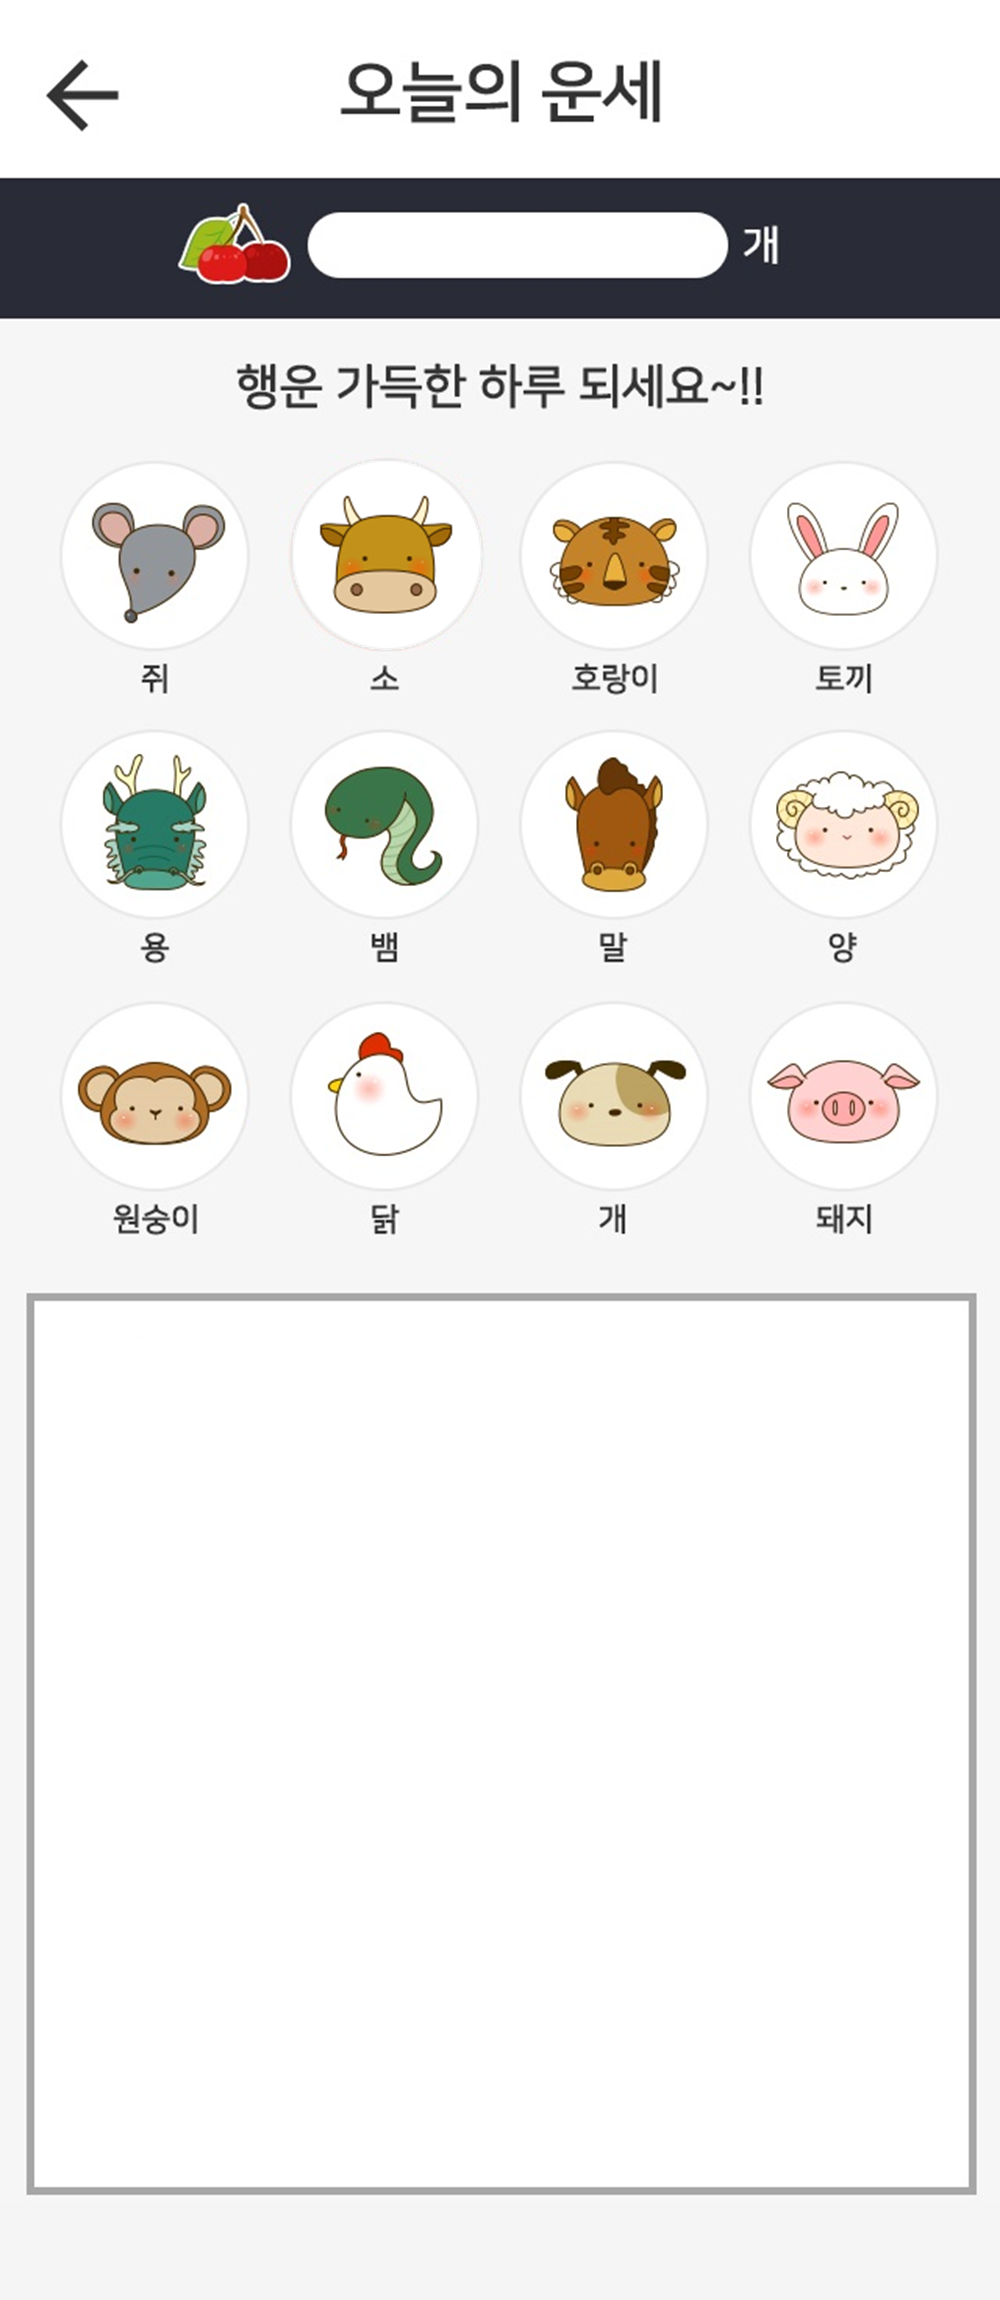 오늘의 운세
개
행운 가득한 하루 되세요~!!
쥐 소 호랑이 토끼
용 뱀 말 양
원숭이 닭 개 돼지